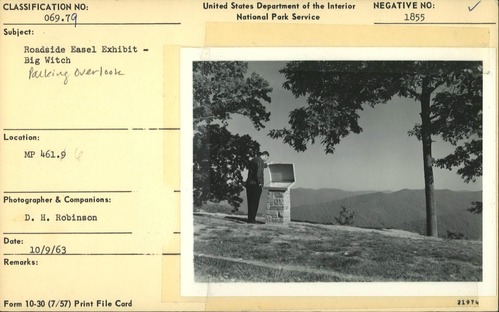 CLASSIFICATION NO:
069.79
United States Department of the Interior
National Park Service
NEGATIVE NO:
1855
Subject:
Roadside Easel Exhibit -
Big Witch
Parking Overlook
Location:
MP 461.9 6
Photographer & Companions:
D. H. Robinson
Date:
10/9/63
Remarks:
Form 10-30 (7/57) Print File Card
21974